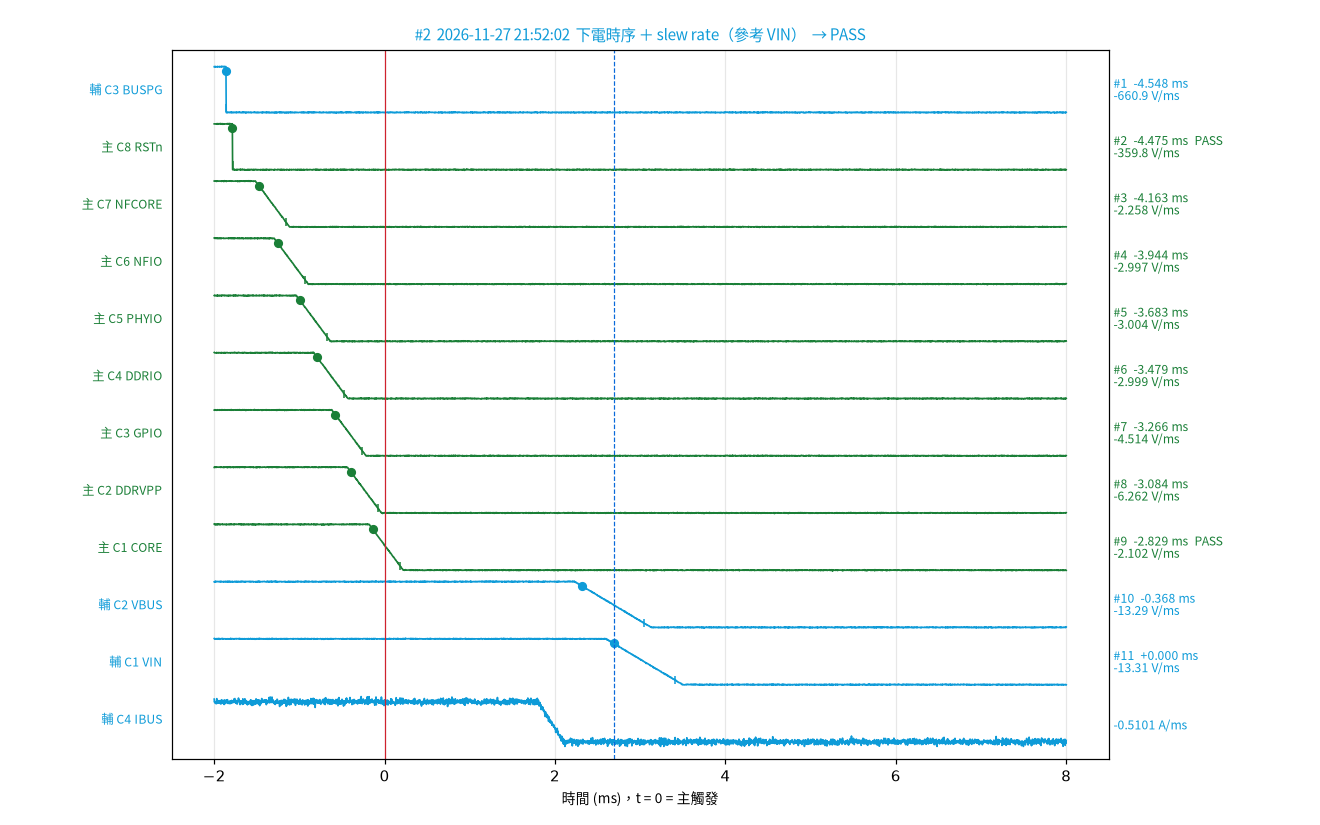 #2 2026-11-27 21:52:02 下電時序 ＋ slew rate（參考 VIN） → PASS
輔 C3 BUSPG
#1 -4.548 ms
-660.9 V/ms
主 C8 RSTn
#2 -4.475 ms PASS
-359.8 V/ms
主 C7 NFCORE
#3 -4.163 ms
-2.258 V/ms
主 C6 NFIO
#4 -3.944 ms
-2.997 V/ms
主 C5 PHYIO
#5 -3.683 ms
-3.004 V/ms
主 C4 DDRIO
#6 -3.479 ms
-2.999 V/ms
主 C3 GPIO
#7 -3.266 ms
-4.514 V/ms
主 C2 DDRVPP
#8 -3.084 ms
-6.262 V/ms
主 C1 CORE
#9 -2.829 ms PASS
-2.102 V/ms
輔 C2 VBUS
#10 -0.368 ms
-13.29 V/ms
輔 C1 VIN
#11 +0.000 ms
-13.31 V/ms
輔 C4 IBUS
-0.5101 A/ms
−2 0 2 4 6 8
時間 (ms)，t = 0 = 主觸發